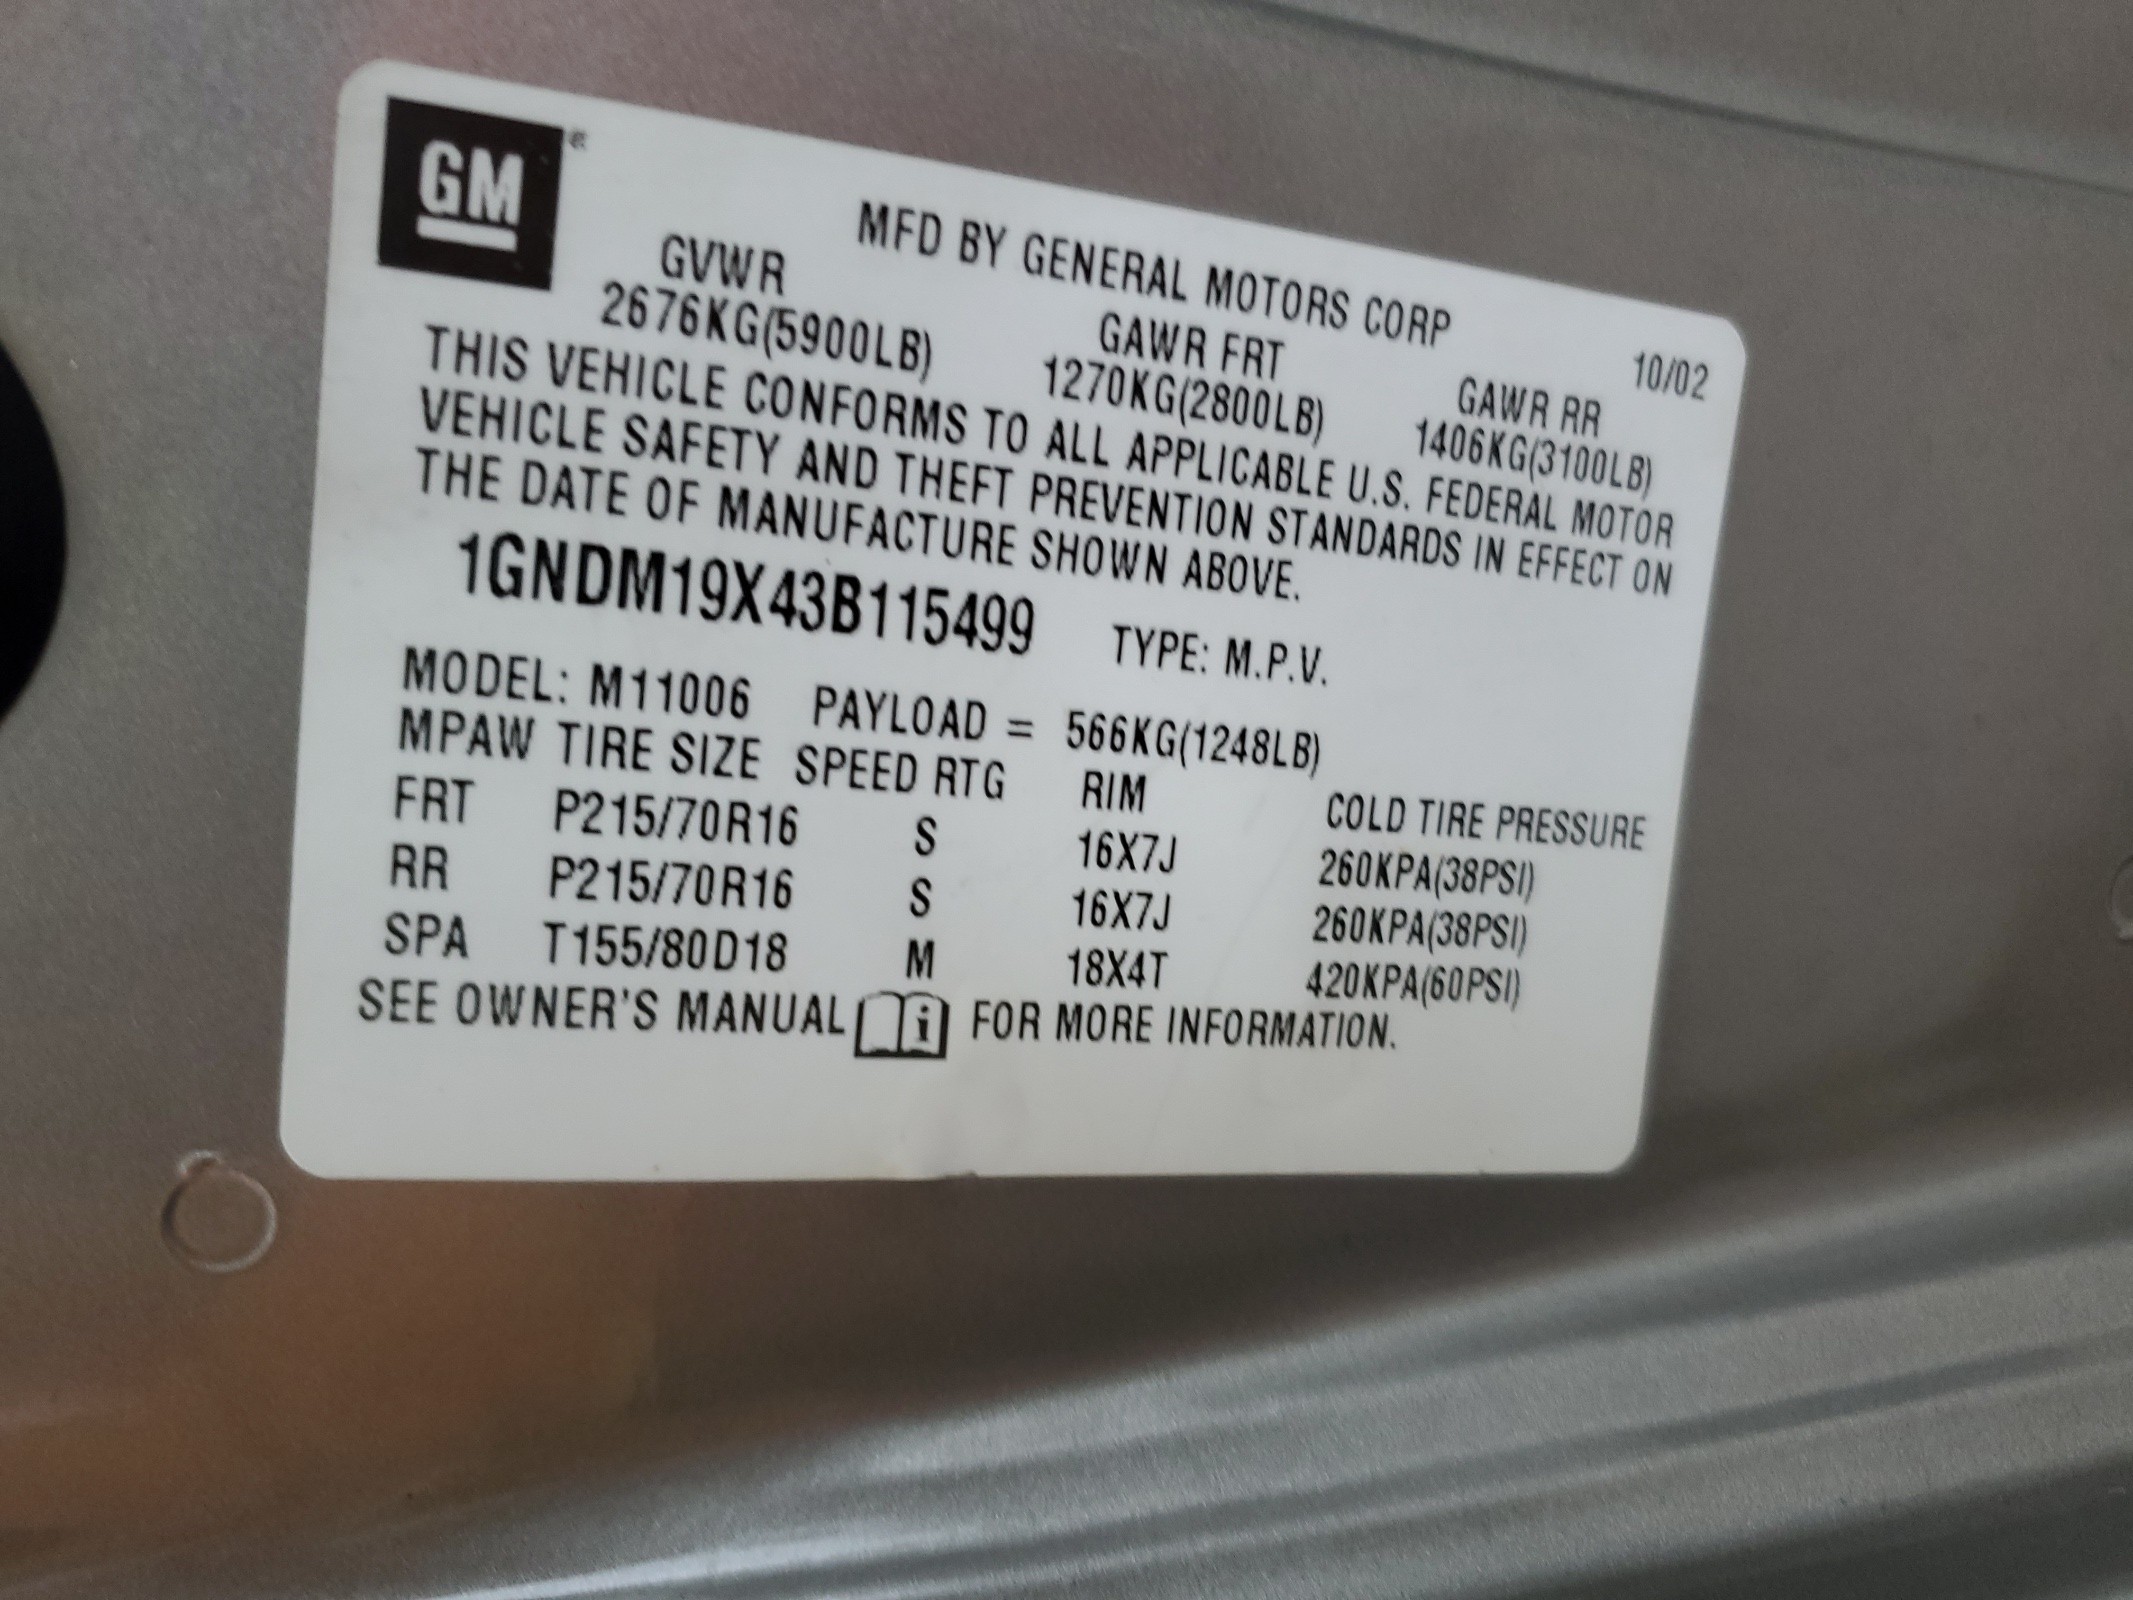 GM
MFD BY GENERAL MOTORS CORP
10/02
GVWR GAWR FRT GAWR RR
2676KG(5900LB) 1270KG(2800LB) 1406KG(3100LB)
THIS VEHICLE CONFORMS TO ALL APPLICABLE U.S. FEDERAL MOTOR
VEHICLE SAFETY AND THEFT PREVENTION STANDARDS IN EFFECT ON
THE DATE OF MANUFACTURE SHOWN ABOVE.
1GNDM19X43B115499 TYPE: M.P.V.
MODEL: M11006 PAYLOAD = 566KG(1248LB)
MPAW TIRE SIZE SPEED RTG RIM COLD TIRE PRESSURE
FRT P215/70R16 S 16X7J 260KPA(38PSI)
RR P215/70R16 S 16X7J 260KPA(38PSI)
SPA T155/80D18 M 18X4T 420KPA(60PSI)
SEE OWNER'S MANUAL i FOR MORE INFORMATION.